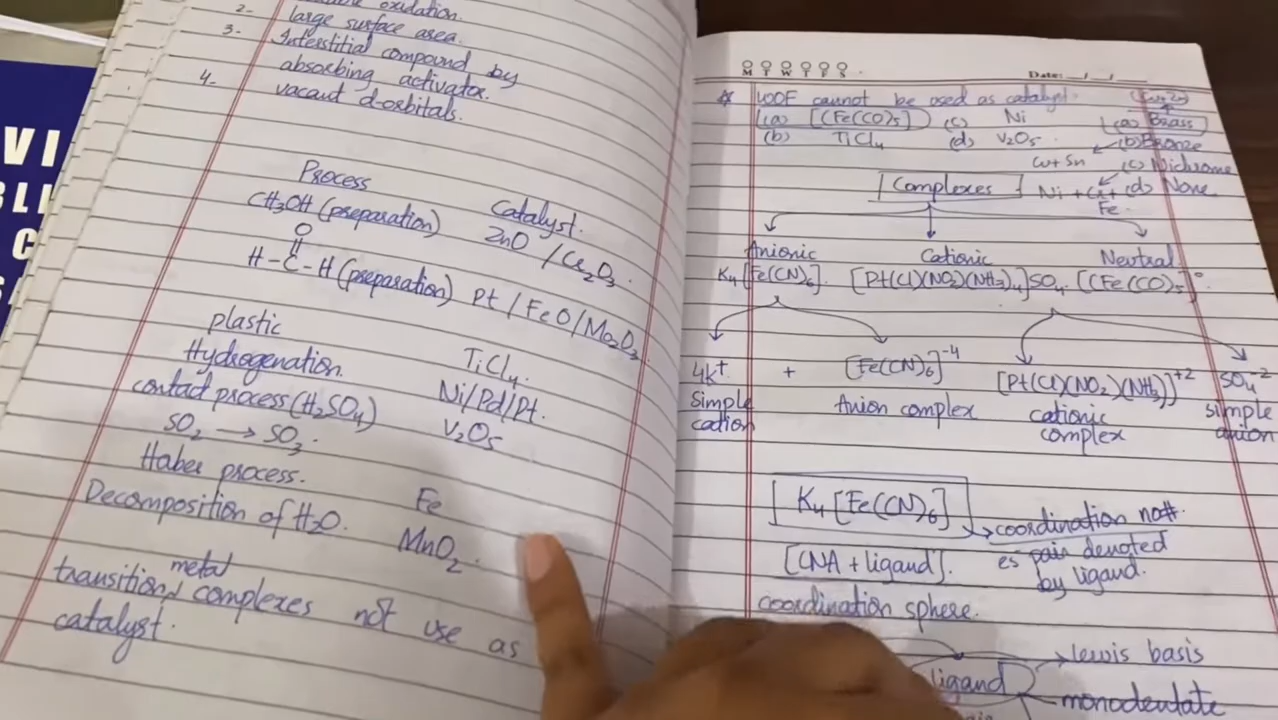 oxidation.
2- large surface area.
3- Interstitial compound by
absorbing activator.
4- vacant d-orbitals.
Process Catalyst.
CH3OH (preparation) ZnO / Cr2O3.
O
H-C-H (preparation) Pt / FeO / Mo2O3
plastic TiCl4.
Hydrogenation. Ni/Pd/Pt.
contact process (H2SO4) V2O5
SO2 → SO3.
Haber process. Fe
Decomposition of H2O. MnO2.
transition metal complexes not use as
catalyst.
M T W T F S
Date: __/__/__
WOF cannot be used as catalyst.
(a) [(Fe(CO)5] (c) Ni (a) Brass
(b) TiCl4 (d) V2O5. (b) Bronze
Cu+Sn (c) Nichrome
Complexes Ni + Cr + (d) None
Fe.
Anionic Cationic Neutral
K4[Fe(CN)6]. [Pt(Cl)(NO2)(NH3)4]SO4. [(Fe(CO)5]°
4K+ + [Fe(CN)6]-4 [Pt(Cl)(NO2)(NH3)]+2 SO4-2
simple Anion complex cationic simple
cation complex anion
K4[Fe(CN)6] → coordination no#
[CNA + ligand]. es pair denoted
by ligand.
coordination sphere.
ligand lewis basis
monodentate
VI